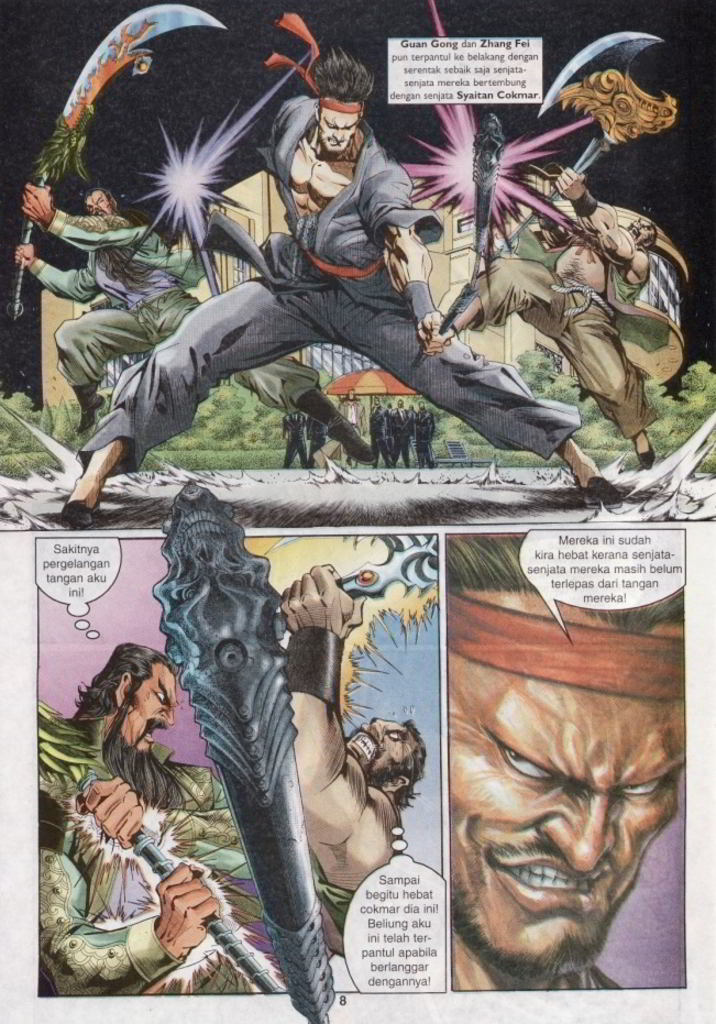 Guan Gong dan Zhang Fei
pun terpantul ke belakang dengan
serentak sebaik saja senjata-
senjata mereka bertembung
dengan senjata Syaitan Cokmar.
Sakitnya
pergelangan
tangan aku
ini!
Sampai
begitu hebat
cokmar dia ini!
Beliung aku
ini telah ter-
pantul apabila
berlanggar
dengannya!
Mereka ini sudah
kira hebat kerana senjata-
senjata mereka masih belum
terlepas dari tangan
mereka!
8